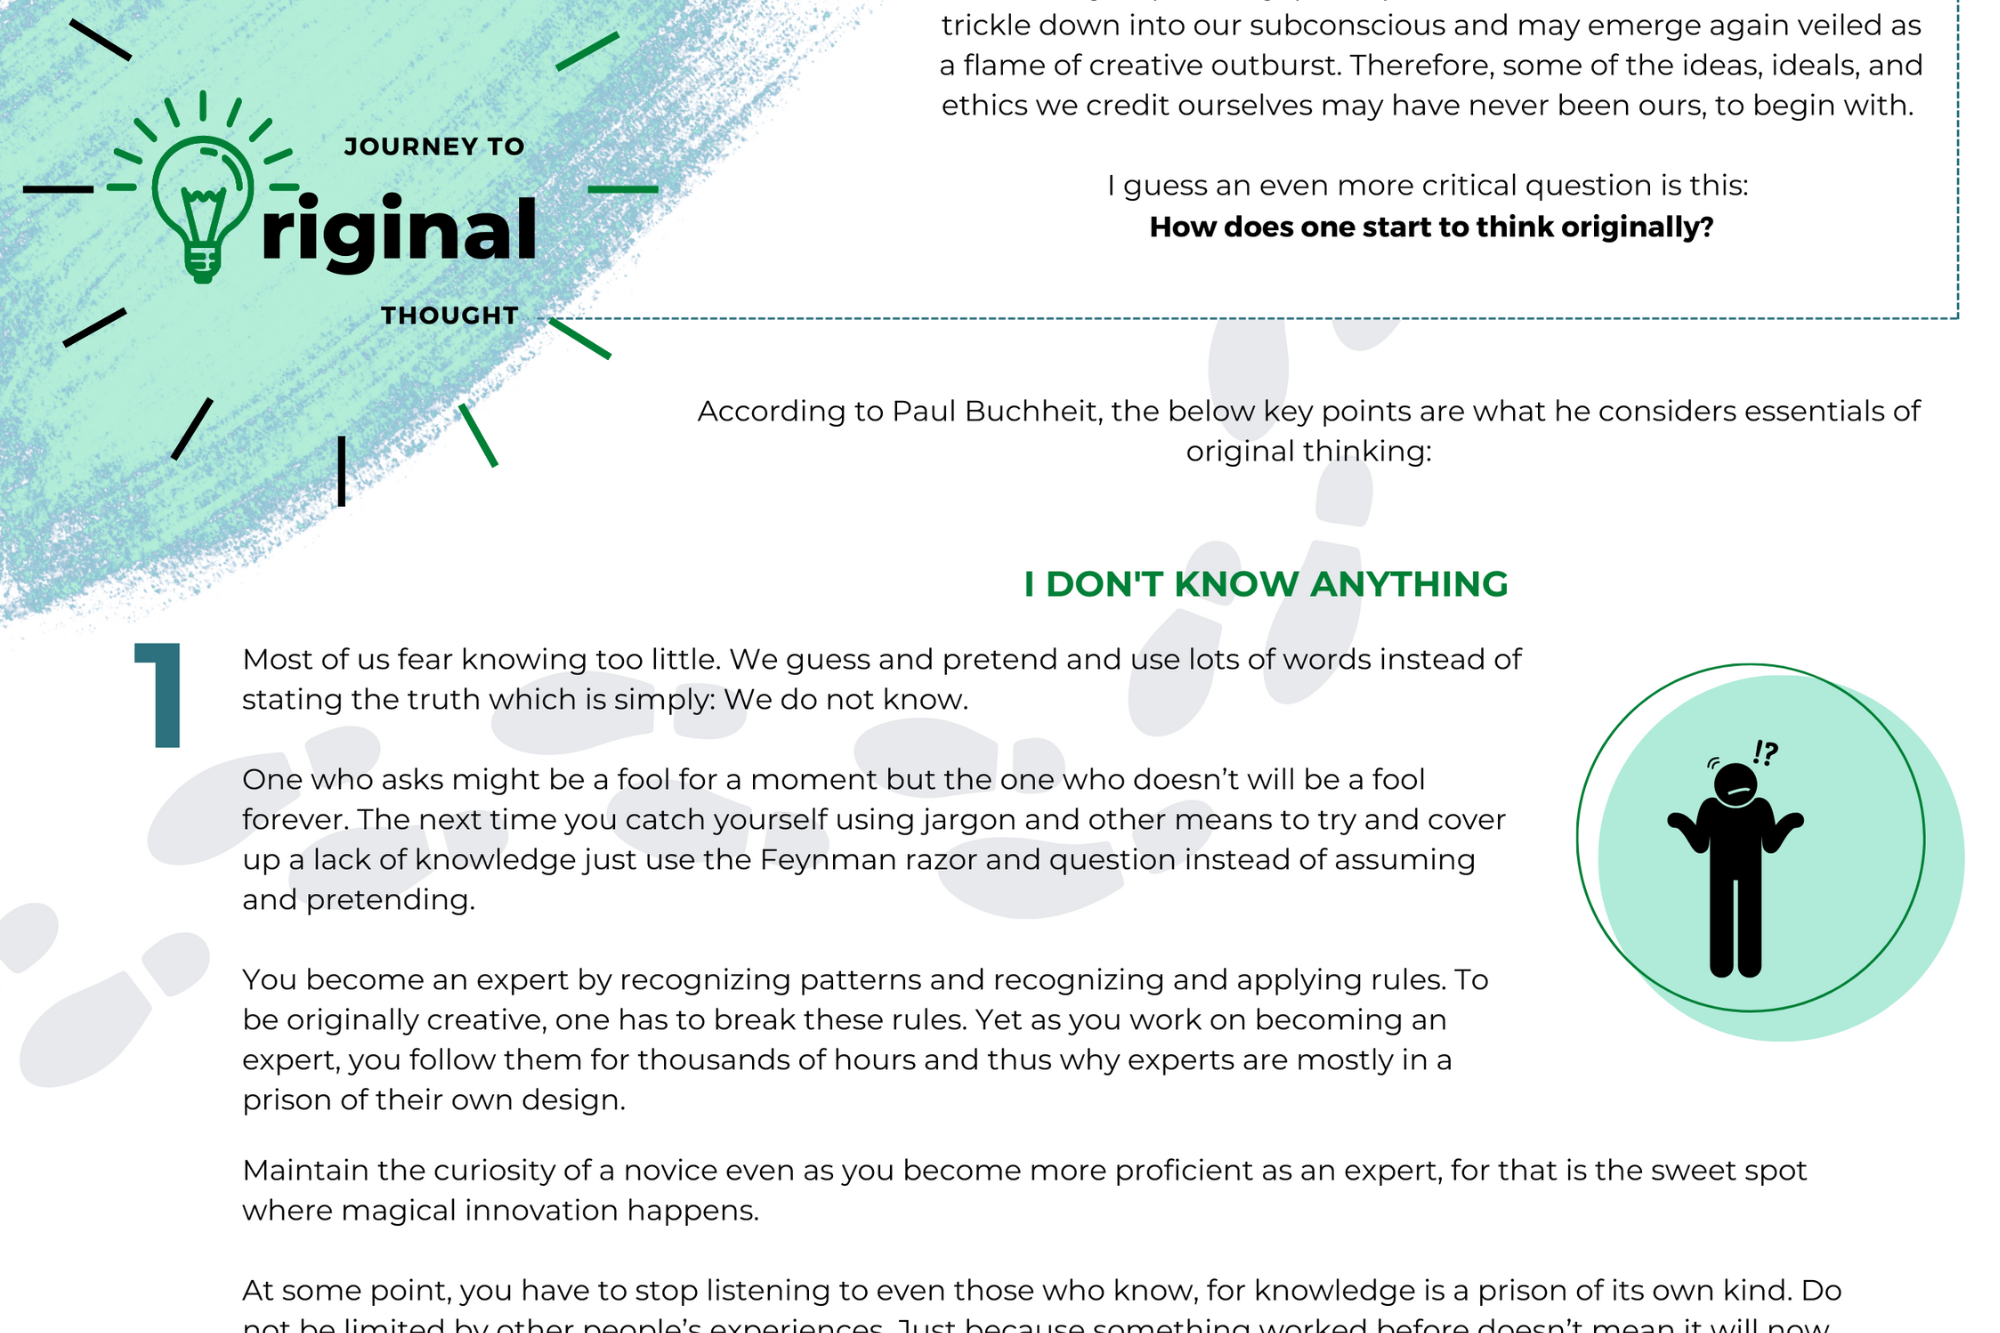 trickle down into our subconscious and may emerge again veiled as
a flame of creative outburst. Therefore, some of the ideas, ideals, and
ethics we credit ourselves may have never been ours, to begin with.
I guess an even more critical question is this:
How does one start to think originally?
JOURNEY TO
riginal
THOUGHT
According to Paul Buchheit, the below key points are what he considers essentials of
original thinking:
I DON'T KNOW ANYTHING
1
Most of us fear knowing too little. We guess and pretend and use lots of words instead of
stating the truth which is simply: We do not know.
One who asks might be a fool for a moment but the one who doesn’t will be a fool
forever. The next time you catch yourself using jargon and other means to try and cover
up a lack of knowledge just use the Feynman razor and question instead of assuming
and pretending.
!?
You become an expert by recognizing patterns and recognizing and applying rules. To
be originally creative, one has to break these rules. Yet as you work on becoming an
expert, you follow them for thousands of hours and thus why experts are mostly in a
prison of their own design.
Maintain the curiosity of a novice even as you become more proficient as an expert, for that is the sweet spot
where magical innovation happens.
At some point, you have to stop listening to even those who know, for knowledge is a prison of its own kind. Do
not be limited by other people’s experiences. Just because something worked before doesn’t mean it will now